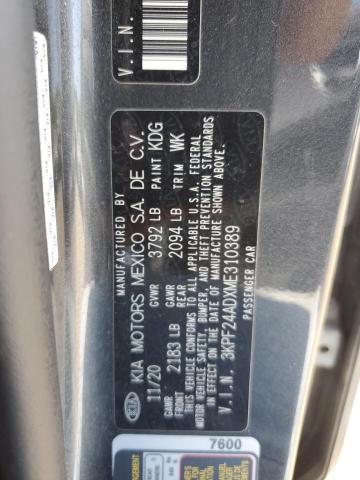 V.I.N.
MANUFACTURED BY
KIA KIA MOTORS MEXICO S.A. DE C.V.
11/20 GVWR 3792 LB PAINT KDG
GAWR FRONT 2183 LB GAWR REAR 2094 LB TRIM WK
THIS VEHICLE CONFORMS TO ALL APPLICABLE U.S.A. FEDERAL
MOTOR VEHICLE SAFETY, BUMPER, AND THEFT PREVENTION STANDARDS
IN EFFECT ON THE DATE OF MANUFACTURE SHOWN ABOVE.
V.I.N. 3KPF24ADXME310389
PASSENGER CAR
7600